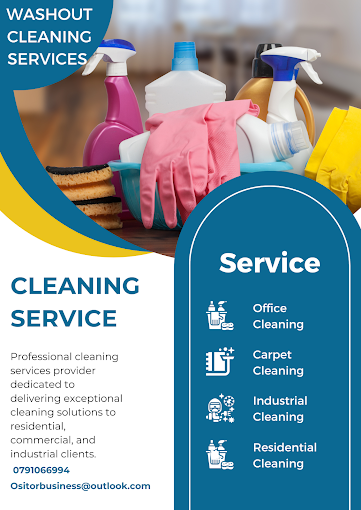 WASHOUT
CLEANING
SERVICES
CLEANING
SERVICE
Professional cleaning
services provider
dedicated to
delivering exceptional
cleaning solutions to
residential,
commercial, and
industrial clients.
0791066994
Ositorbusiness@outlook.com
Service
Office
Cleaning
Carpet
Cleaning
Industrial
Cleaning
Residential
Cleaning